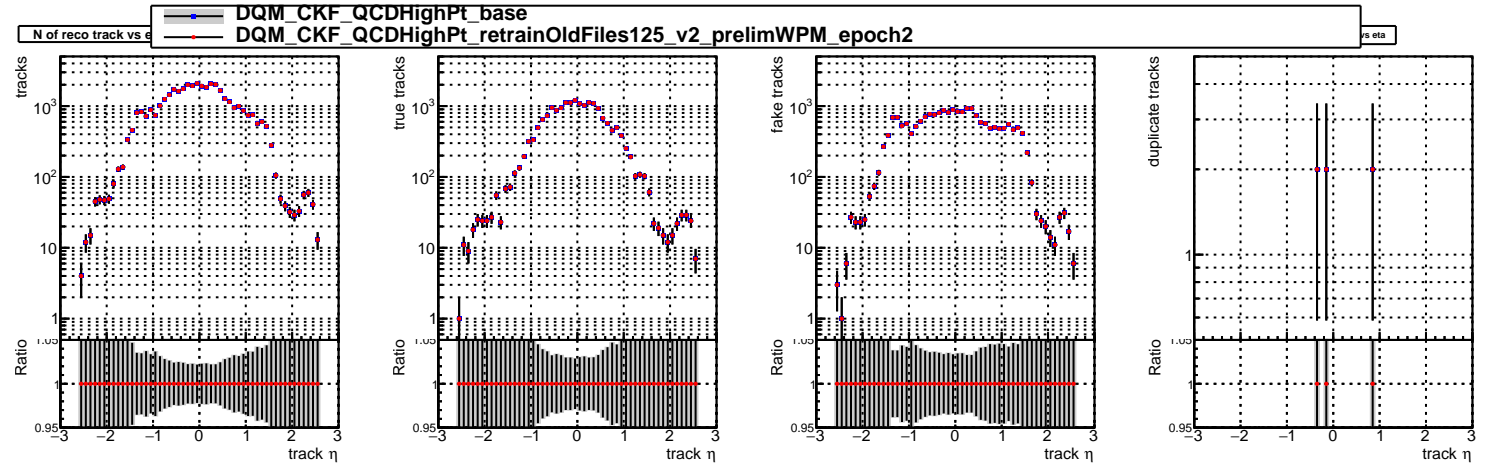 DQM_CKF_QCDHighPt_base
DQM_CKF_QCDHighPt_retrainOldFiles125_v2_prelimWPM_epoch2
N of reco track vs e
vs eta
tracks
10³
10²
10
1
Ratio
1.05
1
0.95
−3 −2 −1 0 1 2 3
track η
true tracks
10³
10²
10
1
Ratio
1.05
1
0.95
−3 −2 −1 0 1 2 3
track η
fake tracks
10³
10²
10
1
Ratio
1.05
1
0.95
−3 −2 −1 0 1 2 3
track η
duplicate tracks
1
Ratio
1.05
1
0.95
−3 −2 −1 0 1 2 3
track η